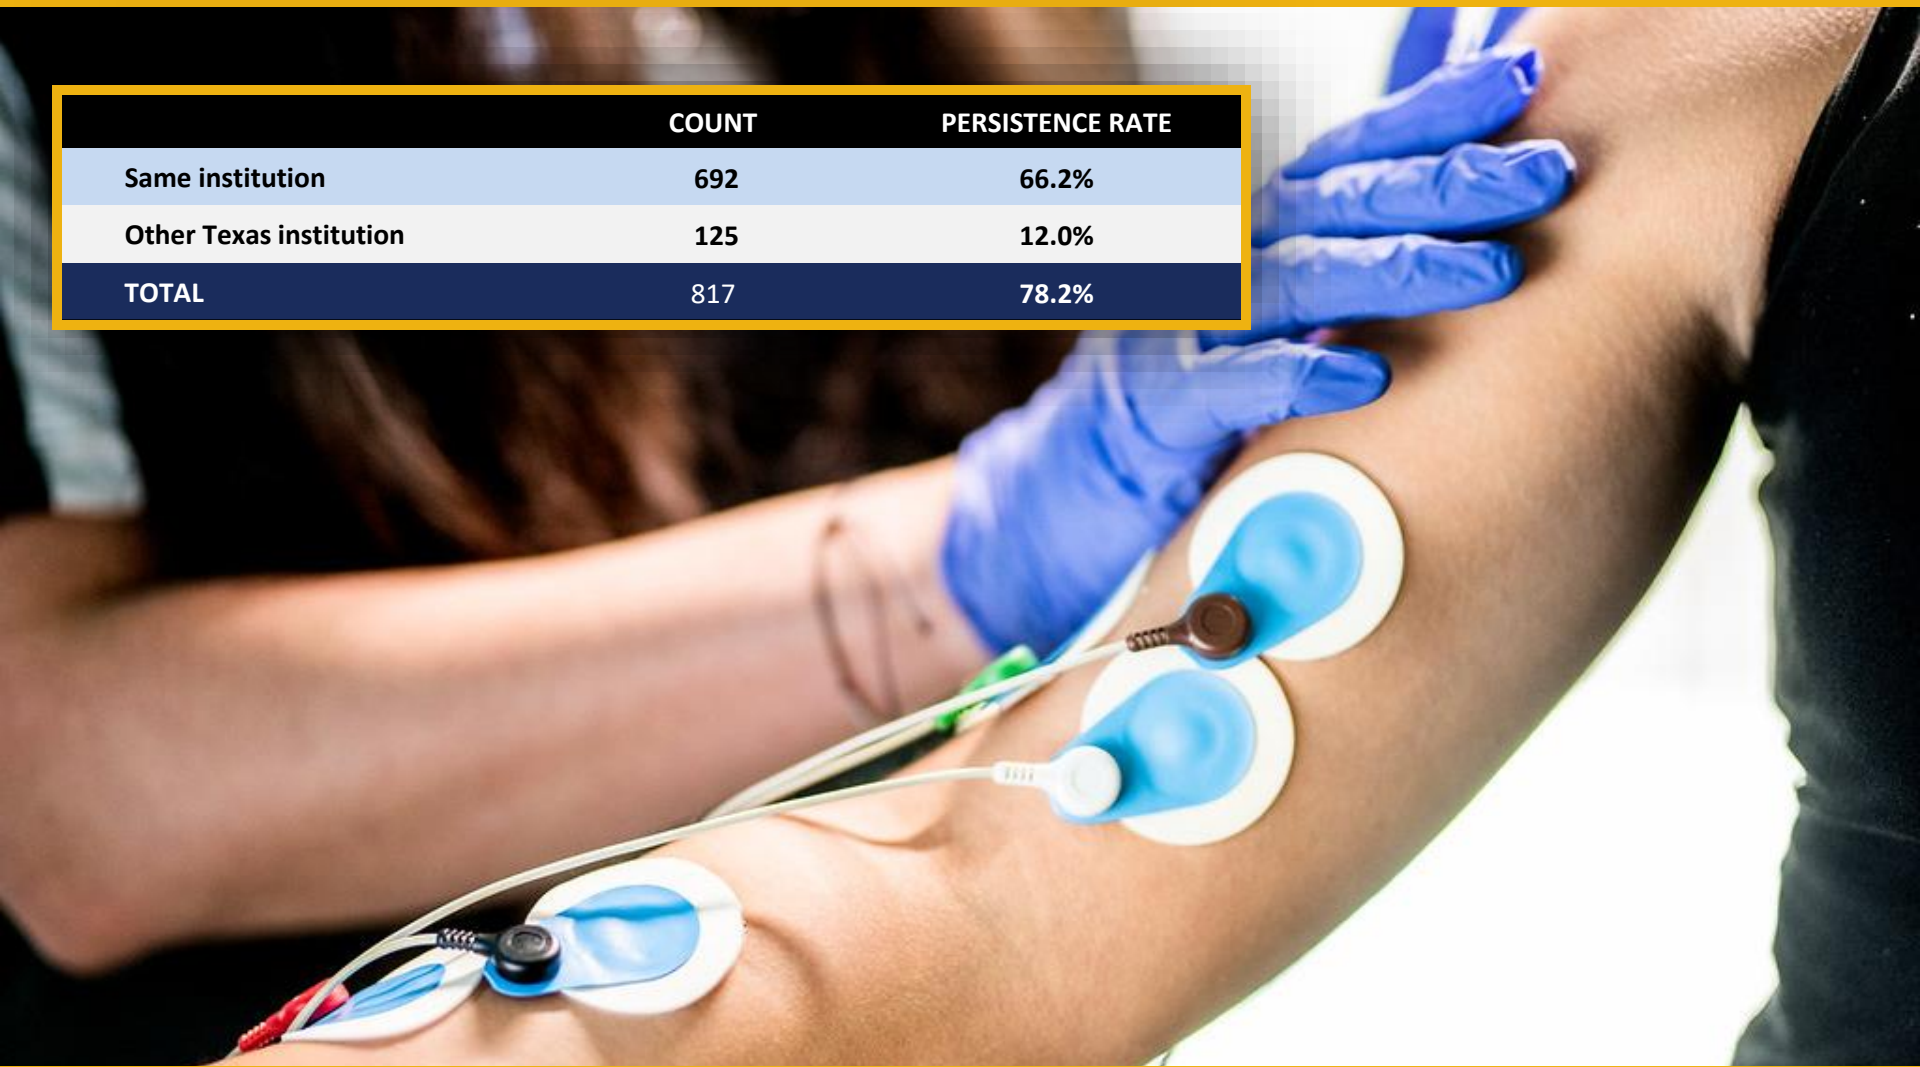 COUNT PERSISTENCE RATE
Same institution 692 66.2%
Other Texas institution 125 12.0%
TOTAL 817 78.2%